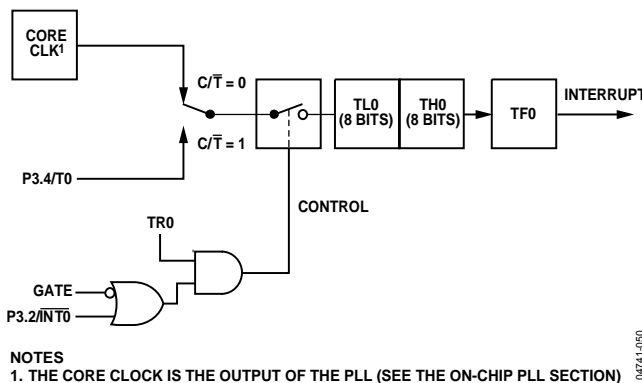 CORE
CLK¹
C/T̅ = 0
C/T̅ = 1
P3.4/T0
TL0
(8 BITS)
TH0
(8 BITS)
TF0
INTERRUPT
CONTROL
TR0
GATE
P3.2/I̅N̅T̅0̅
NOTES
1. THE CORE CLOCK IS THE OUTPUT OF THE PLL (SEE THE ON-CHIP PLL SECTION)
04741-050